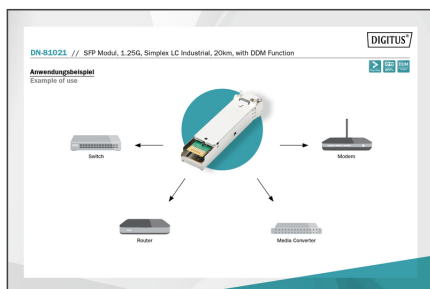 DIGITUS®
DN-81021 // SFP Modul, 1.25G, Simplex LC Industrial, 20km, with DDM Function
Anwendungsbeispiel
Example of use
DDM
Switch
Modem
Router
Media Converter